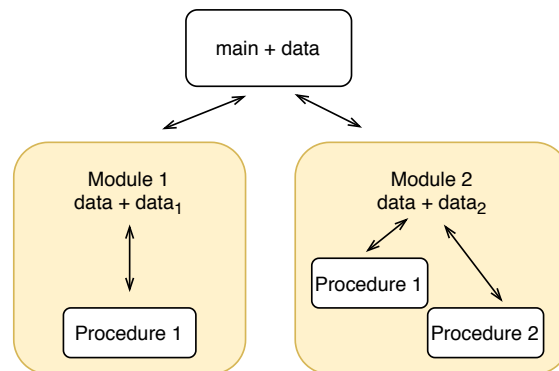 main + data
Module 1
data + data₁
Procedure 1
Module 2
data + data₂
Procedure 1
Procedure 2